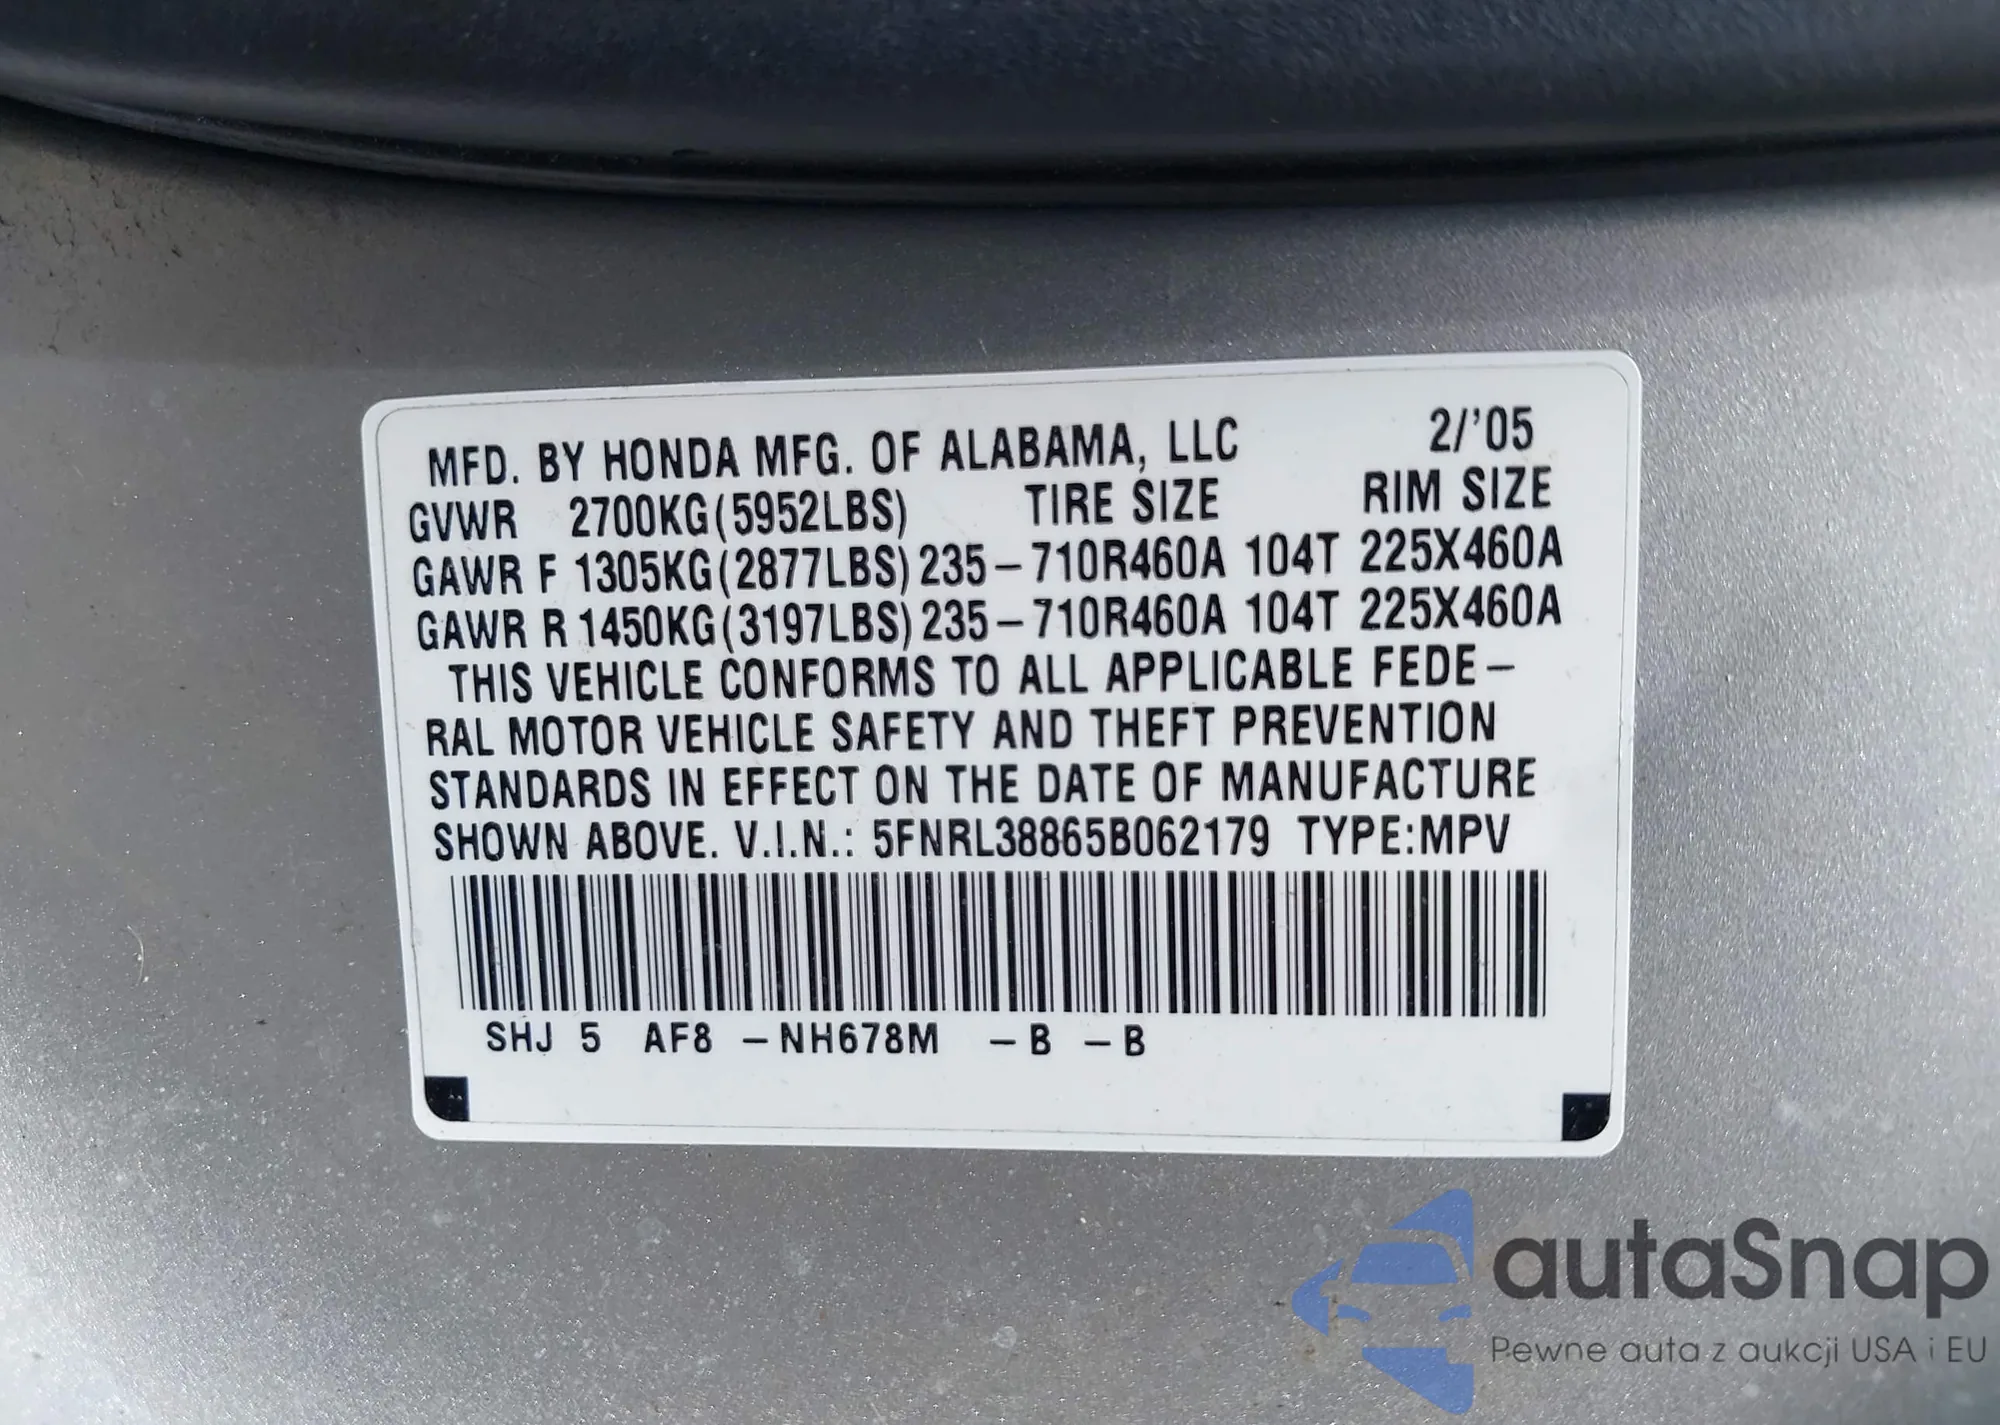 MFD. BY HONDA MFG. OF ALABAMA, LLC 2/'05
GVWR 2700KG(5952LBS) TIRE SIZE RIM SIZE
GAWR F 1305KG(2877LBS) 235-710R460A 104T 225X460A
GAWR R 1450KG(3197LBS) 235-710R460A 104T 225X460A
THIS VEHICLE CONFORMS TO ALL APPLICABLE FEDE-
RAL MOTOR VEHICLE SAFETY AND THEFT PREVENTION
STANDARDS IN EFFECT ON THE DATE OF MANUFACTURE
SHOWN ABOVE. V.I.N.: 5FNRL38865B062179 TYPE:MPV
SHJ 5 AF8 -NH678M -B -B
autaSnap
Pewne auta z aukcji USA i EU